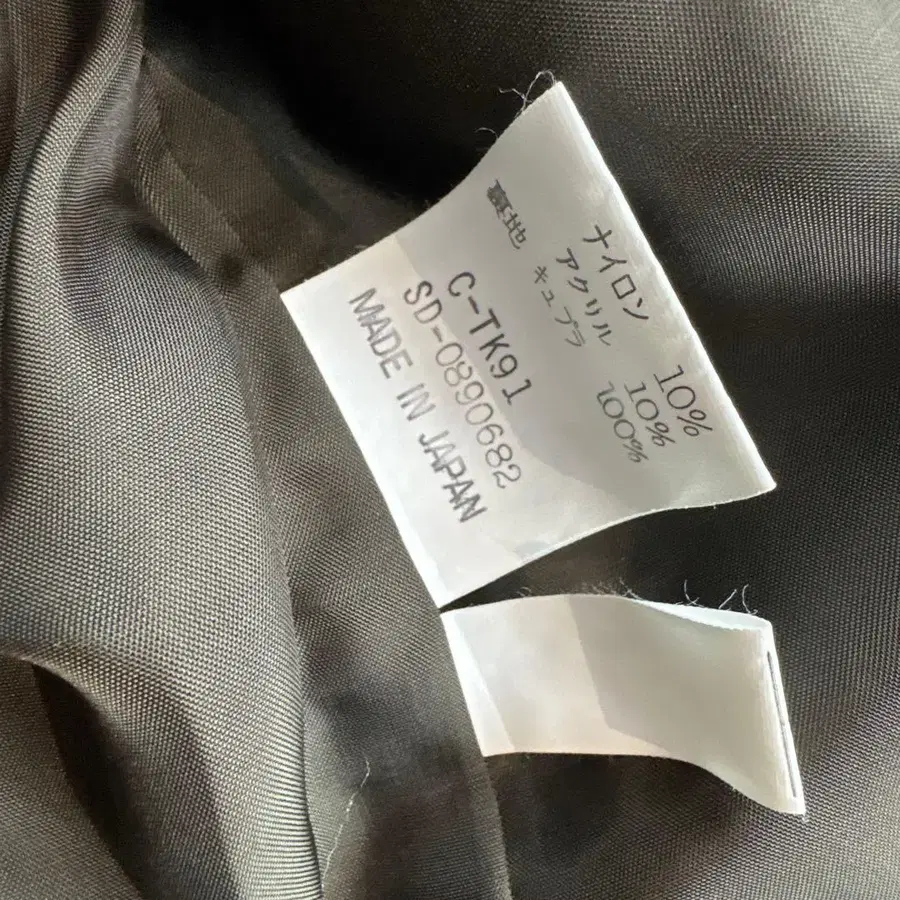 ナイロン 10%
アクリル 10%
裏地 キュプラ 100%
C-TK91
SD-0890682
MADE IN JAPAN